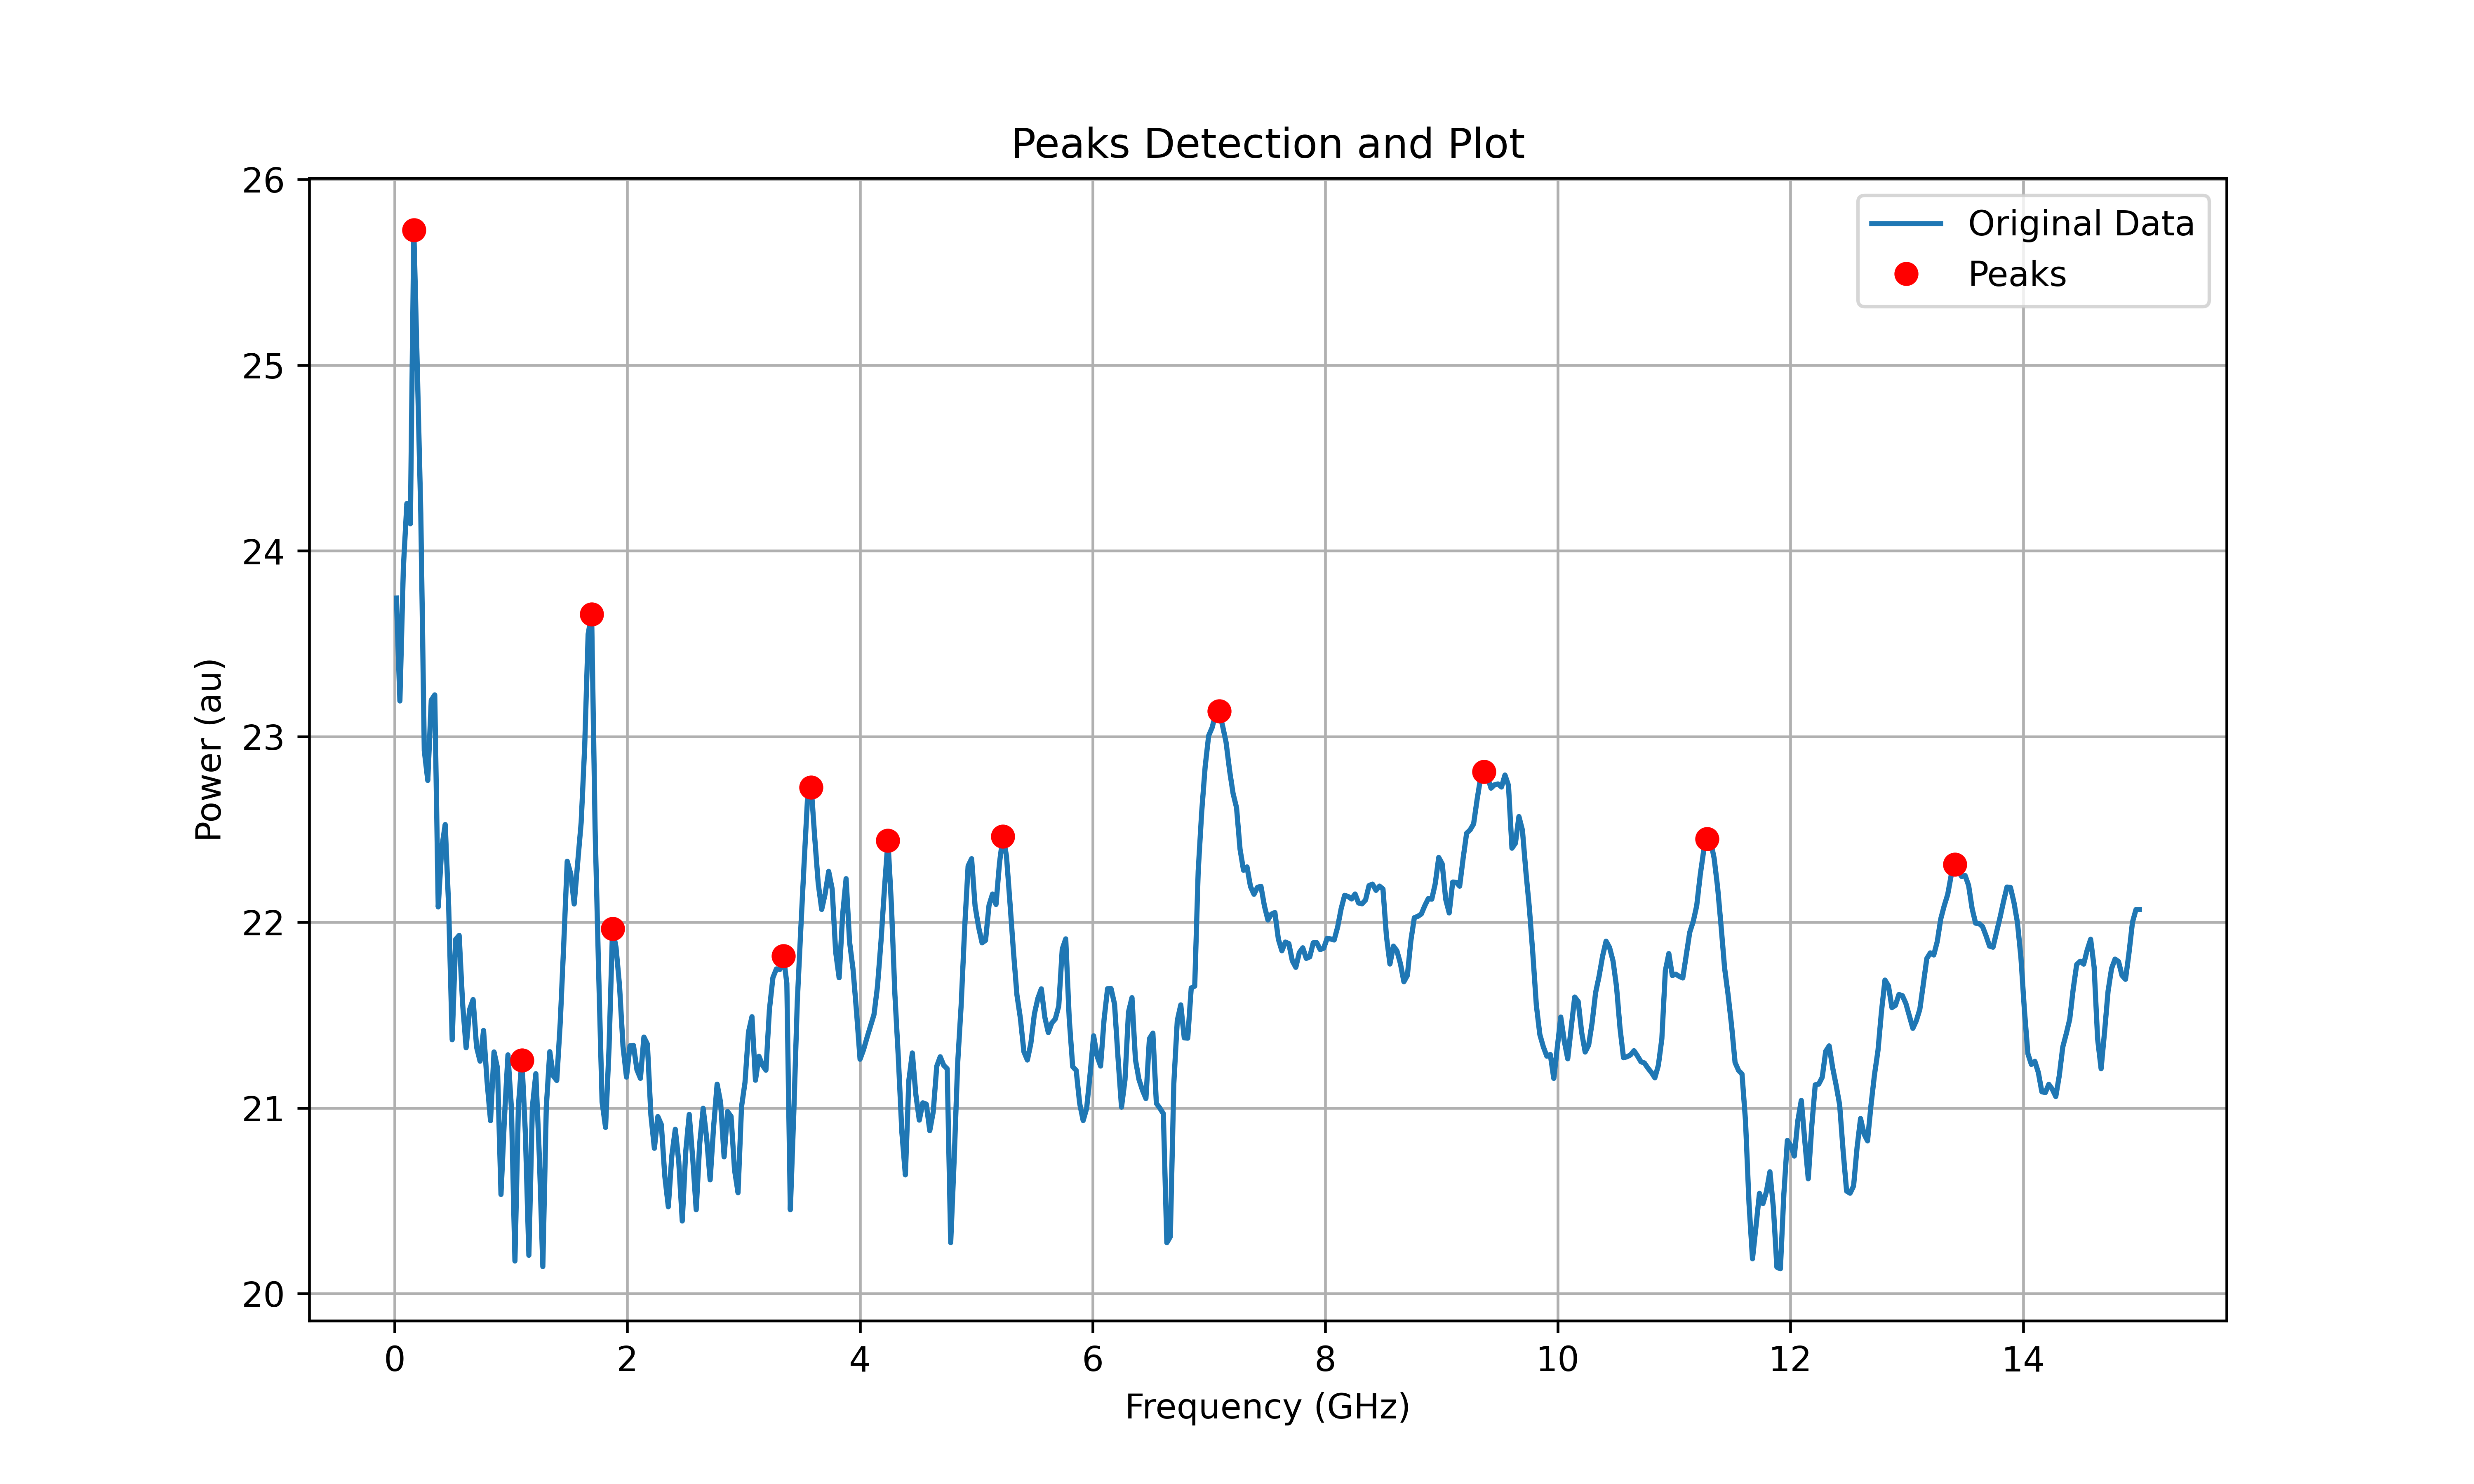 Peaks Detection and Plot
Original Data
Peaks
Power (au)
26
25
24
23
22
21
20
0 2 4 6 8 10 12 14
Frequency (GHz)